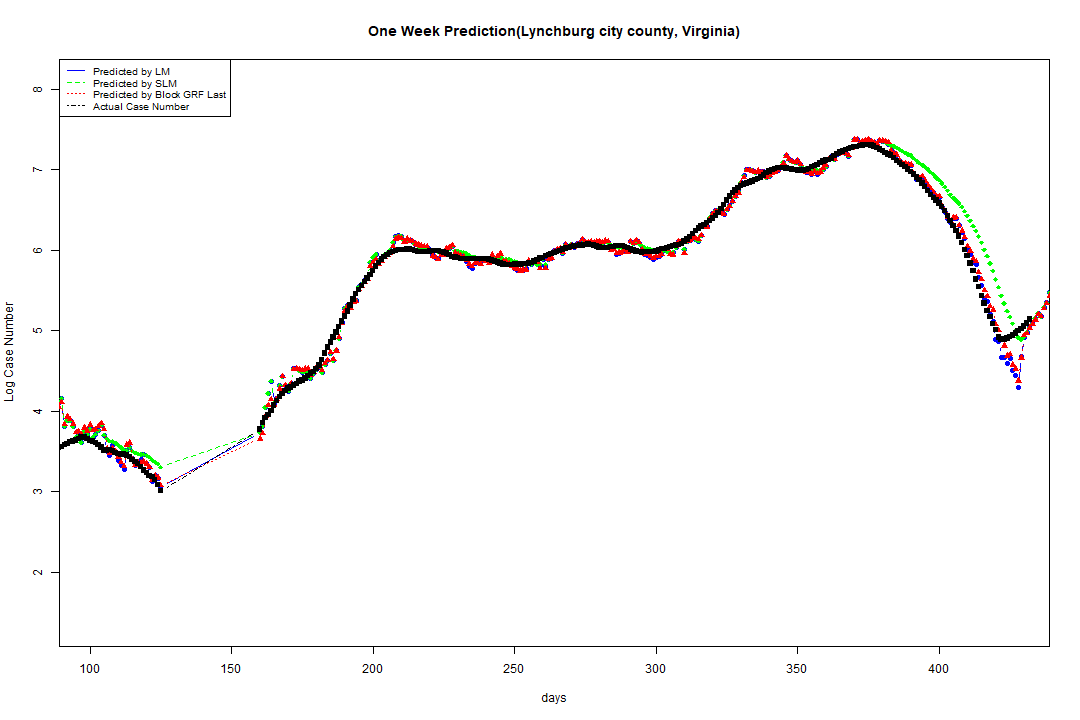 One Week Prediction(Lynchburg city county, Virginia)
Predicted by LM
Predicted by SLM
Predicted by Block GRF Last
Actual Case Number
Log Case Number
8
7
6
5
4
3
2
100 150 200 250 300 350 400
days